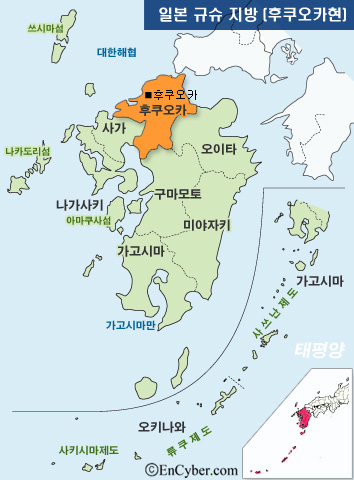 일본 규슈 지방 [후쿠오카현]
쓰시마섬
대한해협
■후쿠오카
후쿠오카
사가
오이타
나카도리섬
나가사키
구마모토
아마쿠사섬
미야자키
가고시마
가고시마
사쓰난제도
가고시마만
태평양
오키나와
류쿠제도
사키시마제도
©EnCyber.com